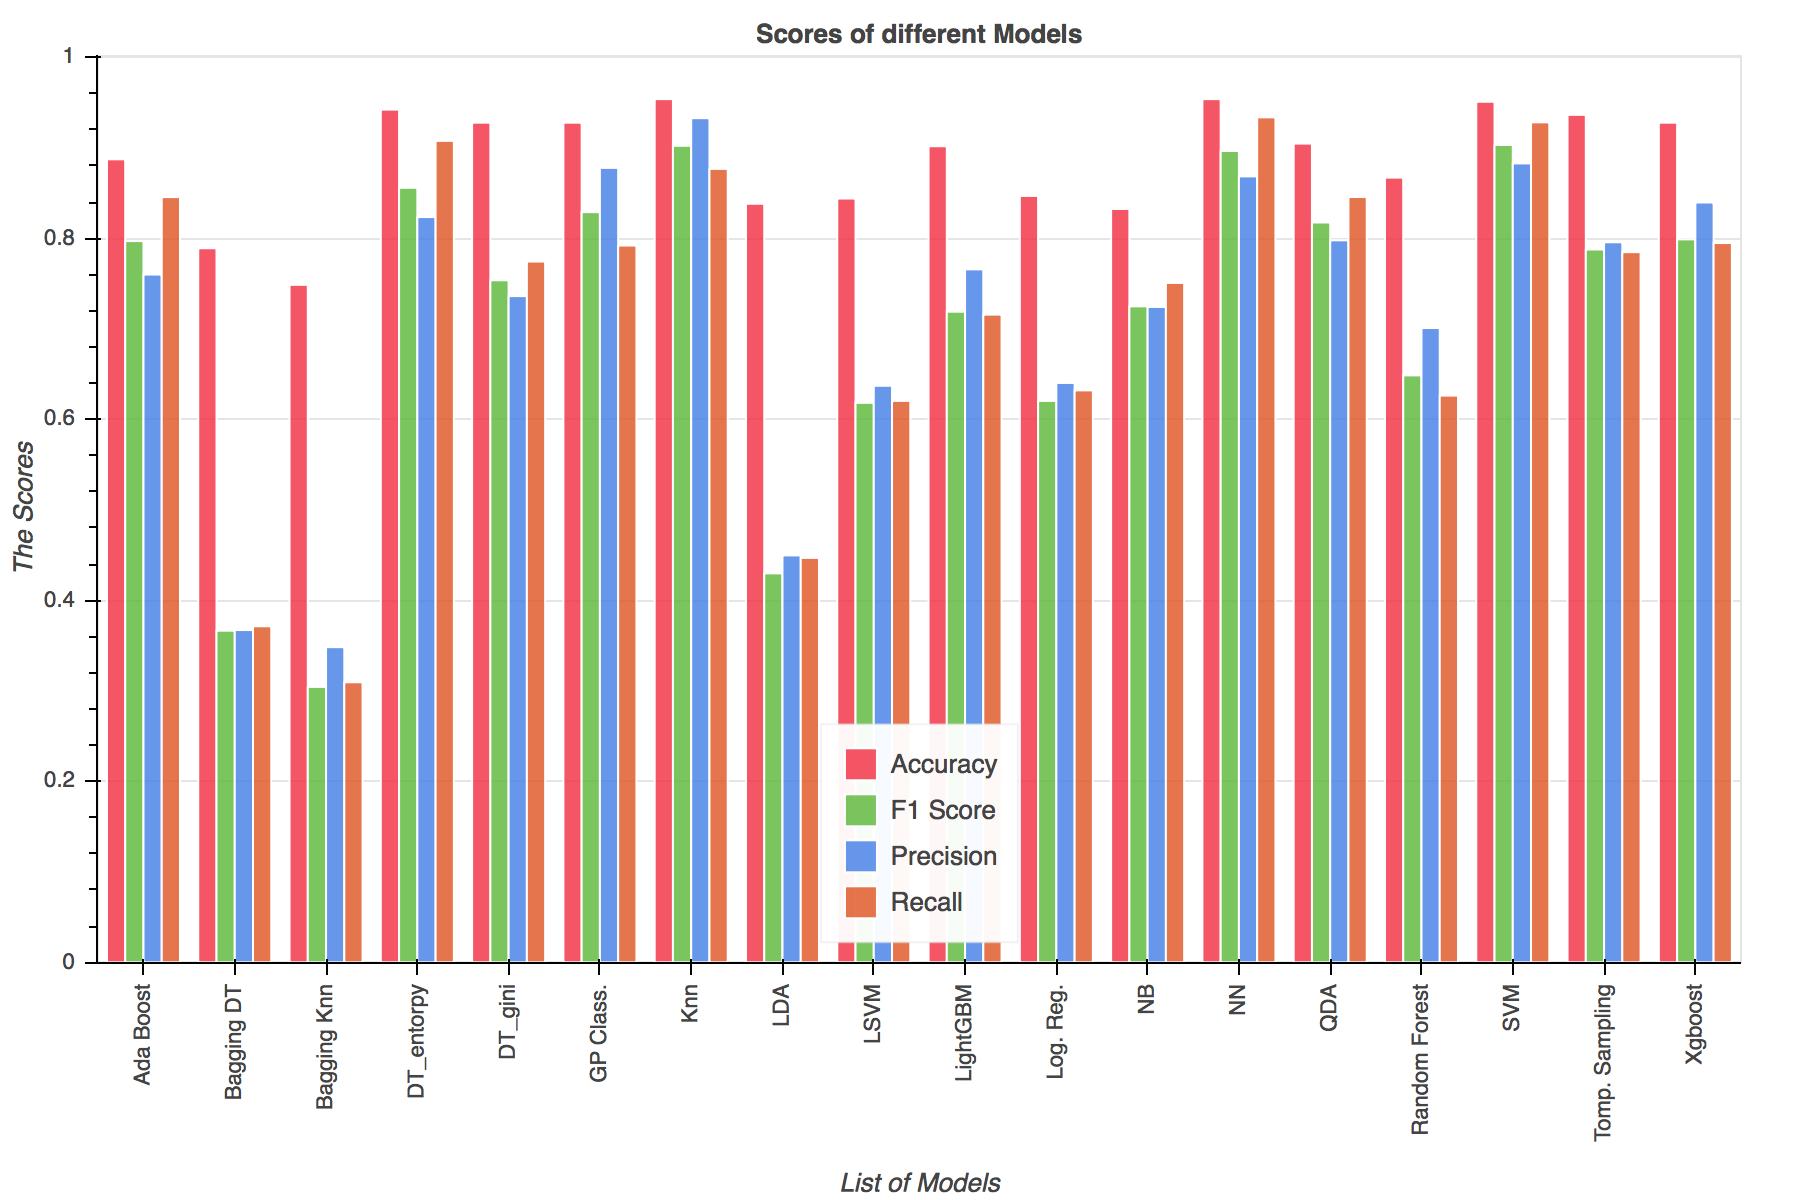 Scores of different Models
1
0.8
0.6
0.4
0.2
0
The Scores
Accuracy
F1 Score
Precision
Recall
Ada Boost
Bagging DT
Bagging Knn
DT_entorpy
DT_gini
GP Class.
Knn
LDA
LSVM
LightGBM
Log. Reg.
NB
NN
QDA
Random Forest
SVM
Tomp. Sampling
Xgboost
List of Models